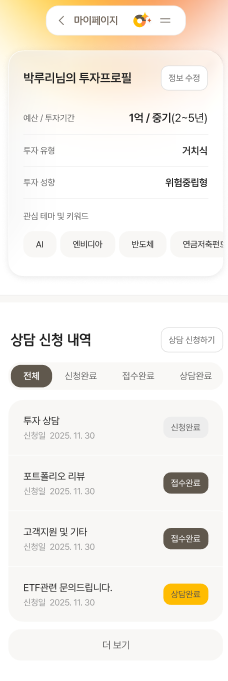 마이페이지
박루리님의 투자프로필
정보 수정
예산 / 투자기간
1억 / 중기(2~5년)
투자 유형
거치식
투자 성향
위험중립형
관심 테마 및 키워드
AI
엔비디아
반도체
연금저축펀드
상담 신청 내역
상담 신청하기
전체
신청완료
접수완료
상담완료
투자 상담
신청일 2025. 11. 30
신청완료
포트폴리오 리뷰
신청일 2025. 11. 30
접수완료
고객지원 및 기타
신청일 2025. 11. 30
접수완료
ETF관련 문의드립니다.
신청일 2025. 11. 30
상담완료
더 보기